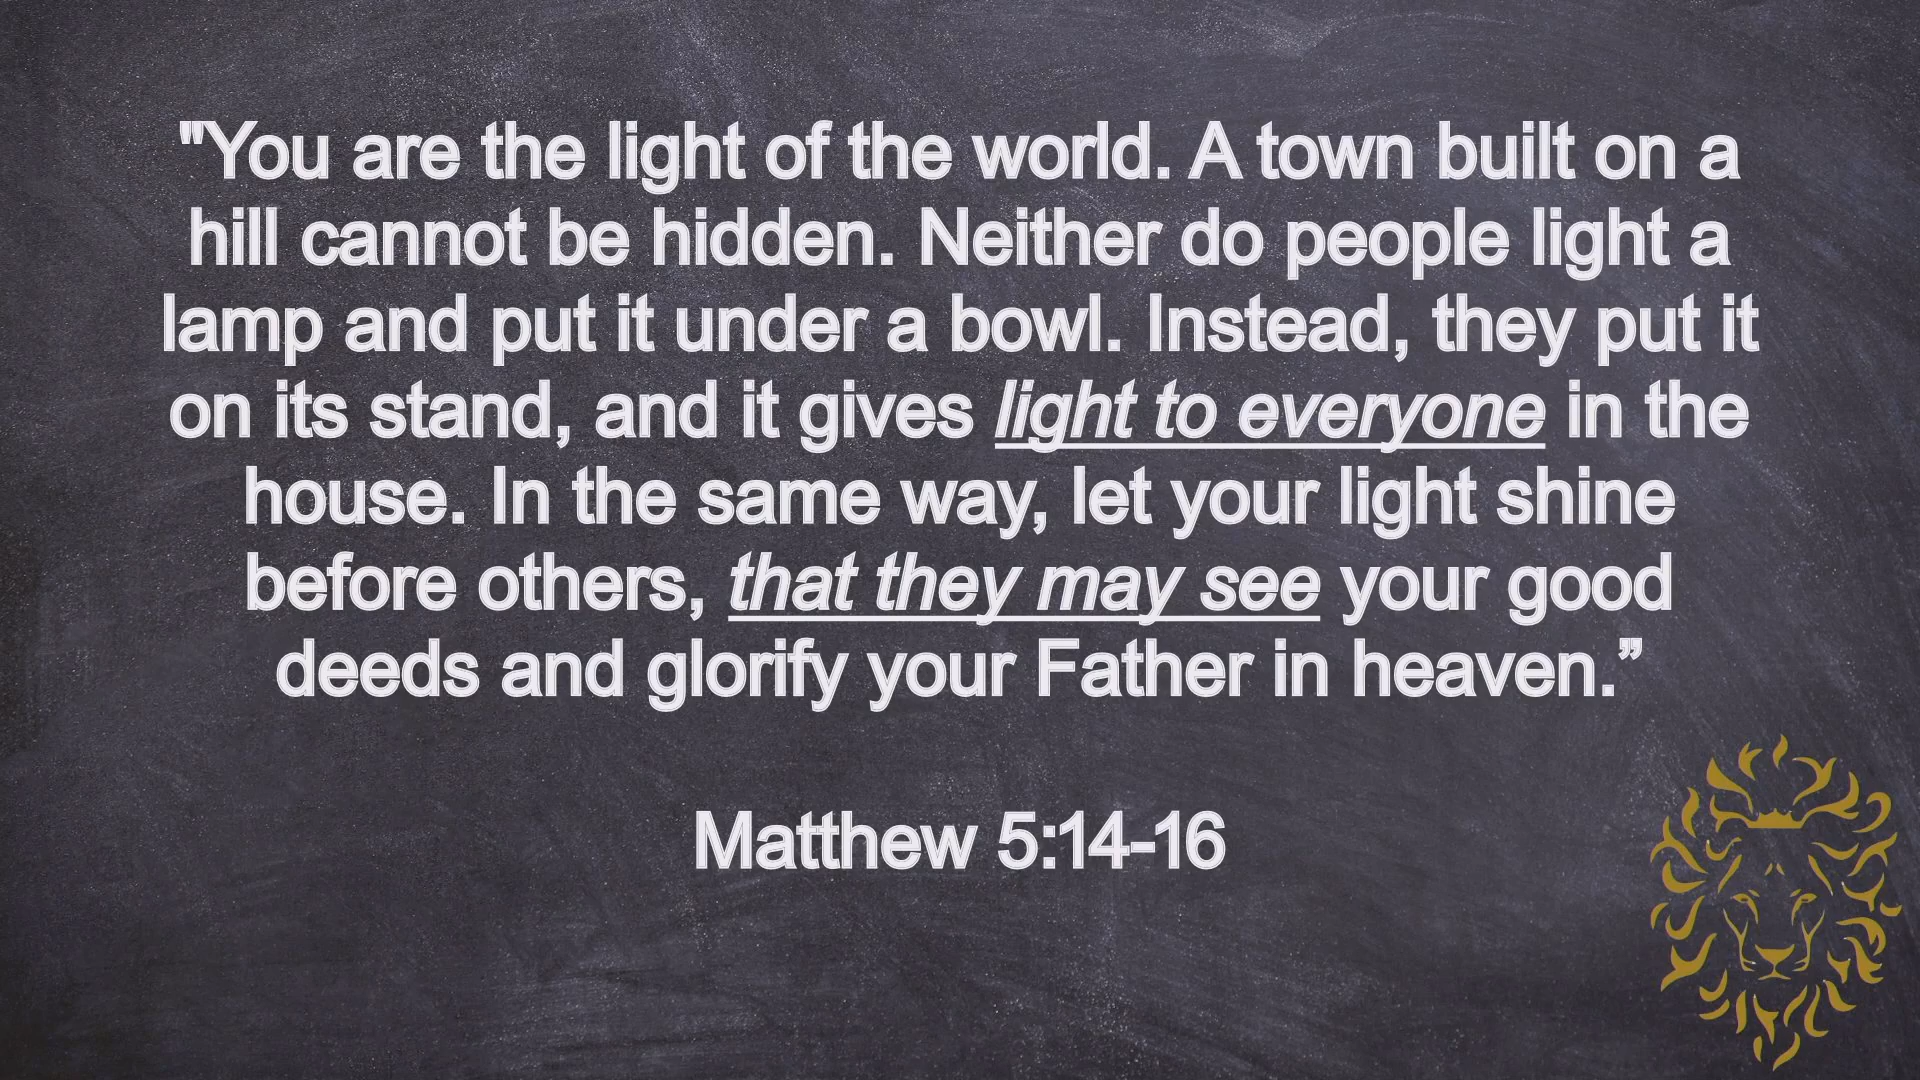 "You are the light of the world. A town built on a
hill cannot be hidden. Neither do people light a
lamp and put it under a bowl. Instead, they put it
on its stand, and it gives light to everyone in the
house. In the same way, let your light shine
before others, that they may see your good
deeds and glorify your Father in heaven.”
Matthew 5:14-16